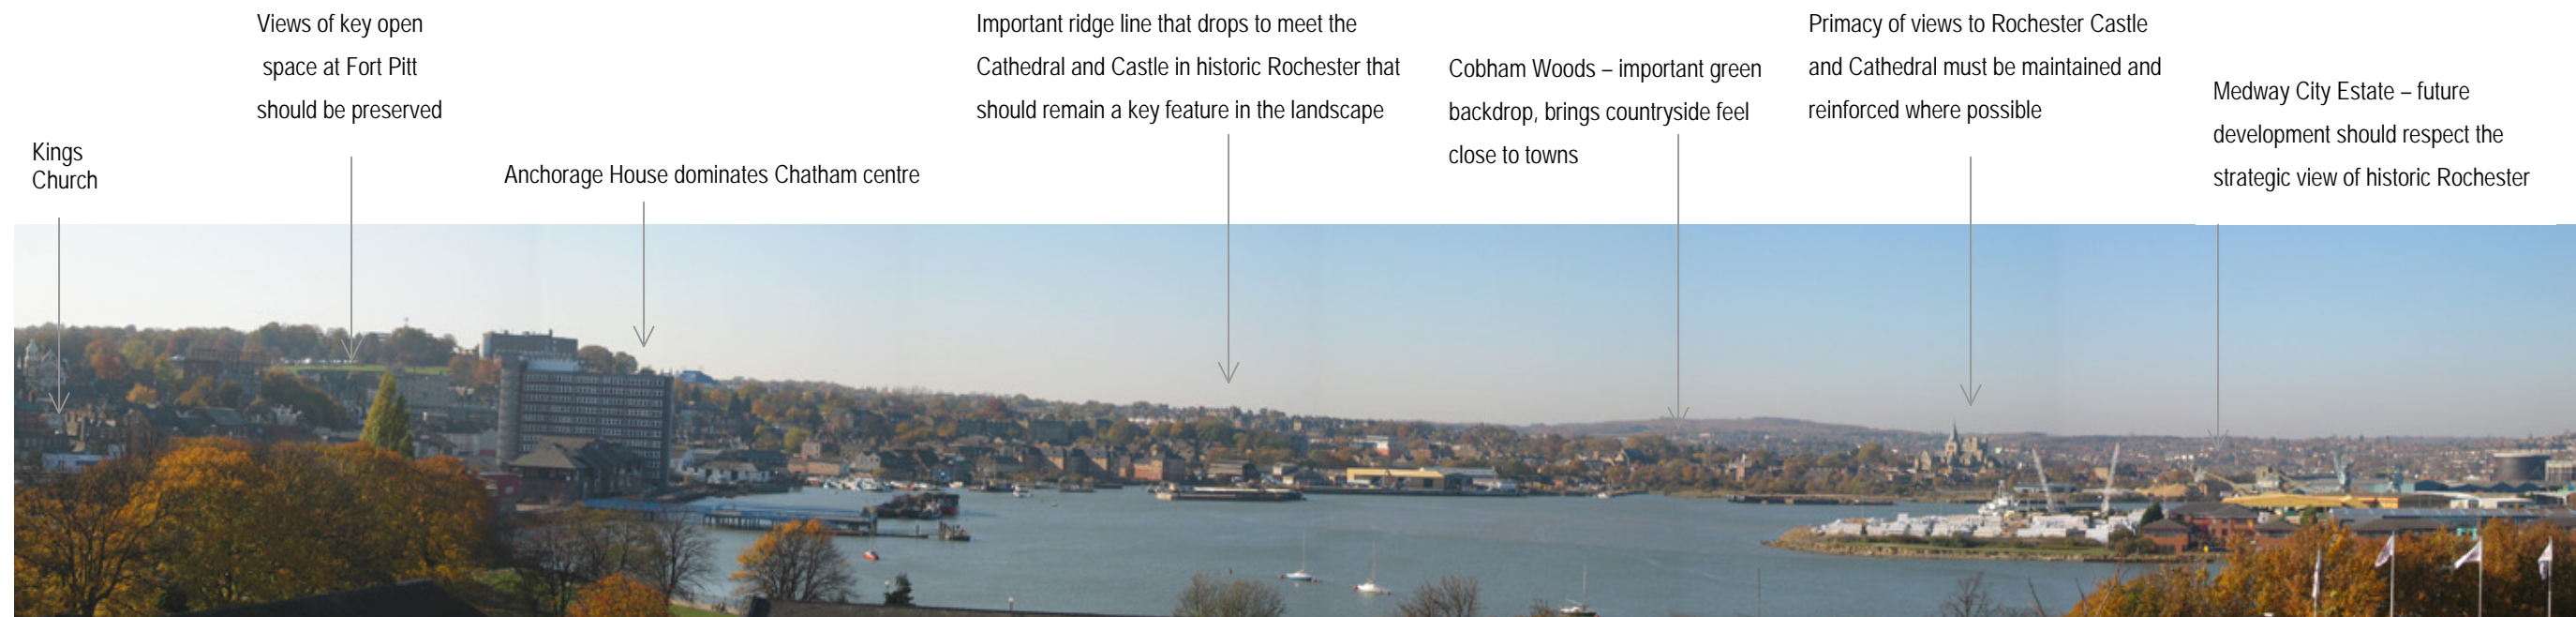 Kings
Church
Views of key open
space at Fort Pitt
should be preserved
Anchorage House dominates Chatham centre
Important ridge line that drops to meet the
Cathedral and Castle in historic Rochester that
should remain a key feature in the landscape
Cobham Woods – important green
backdrop, brings countryside feel
close to towns
Primacy of views to Rochester Castle
and Cathedral must be maintained and
reinforced where possible
Medway City Estate – future
development should respect the
strategic view of historic Rochester